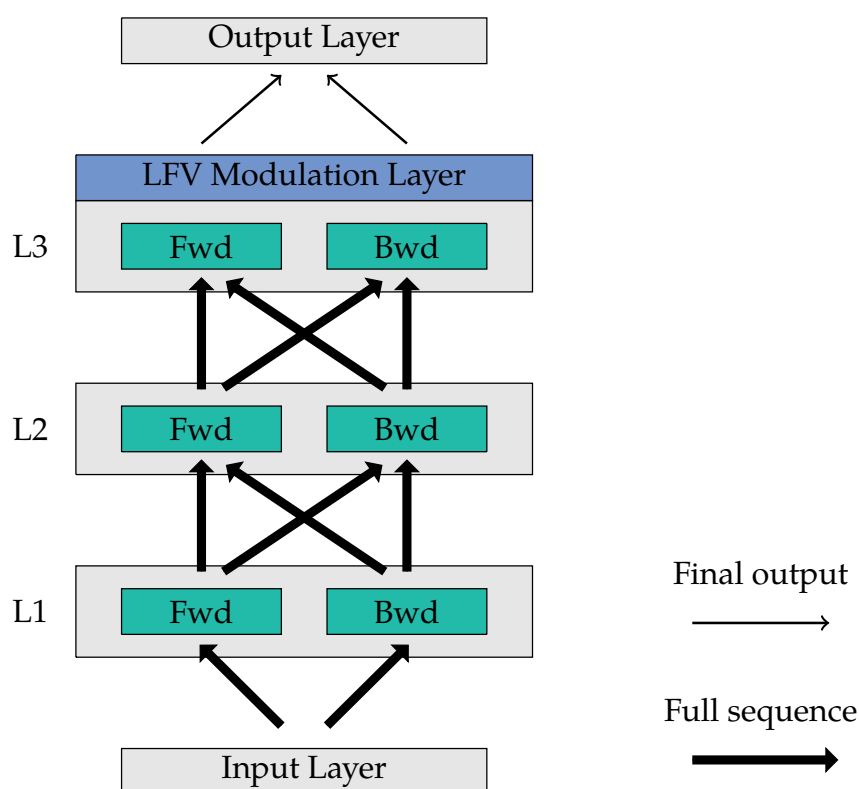 Output Layer
LFV Modulation Layer
L3
Fwd
Bwd
L2
Fwd
Bwd
L1
Fwd
Bwd
Final output
Full sequence
Input Layer